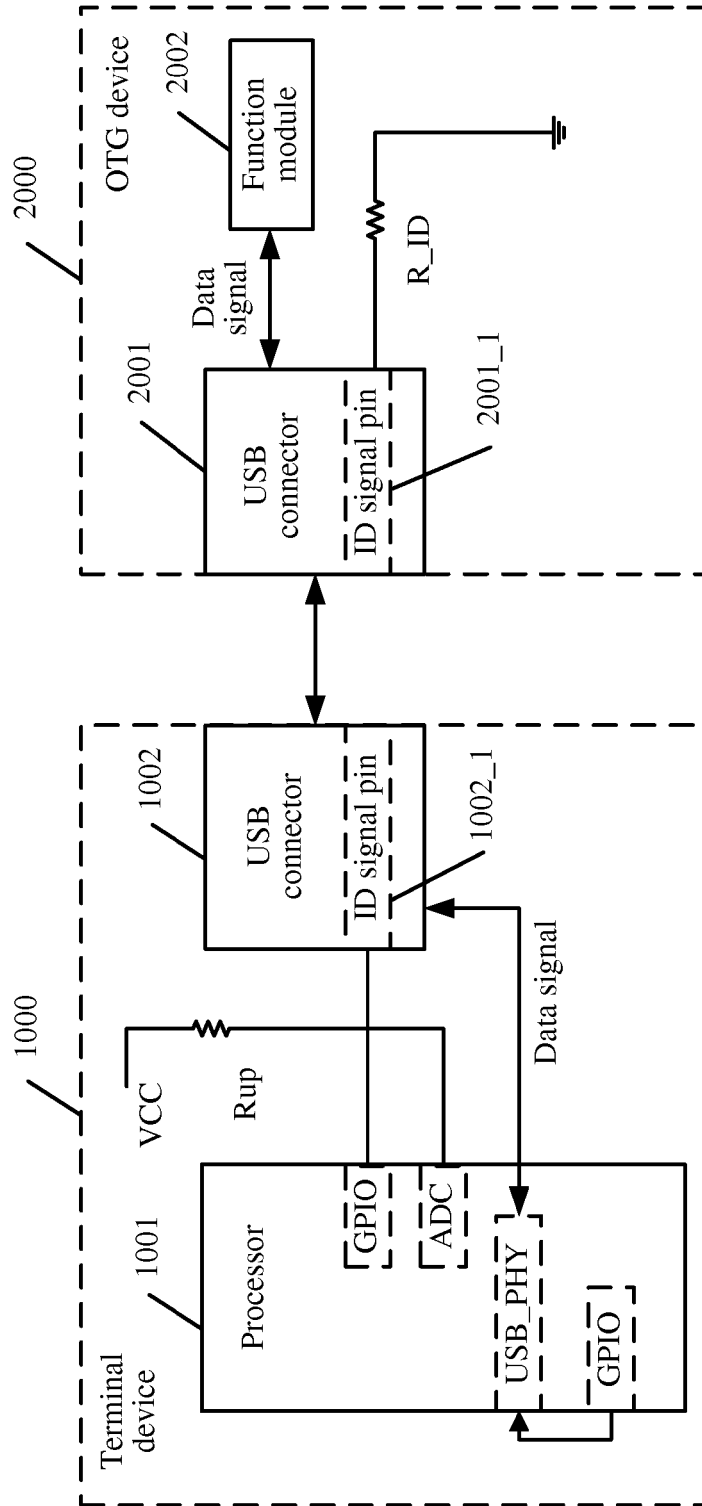 1000
Terminal
device
1001
Processor
GPIO
ADC
USB_PHY
GPIO
VCC
Rup
1002
USB
connector
ID signal pin
1002_1
Data signal
2000
OTG device
2001
USB
connector
ID signal pin
2001_1
Data
signal
2002
Function
module
R_ID